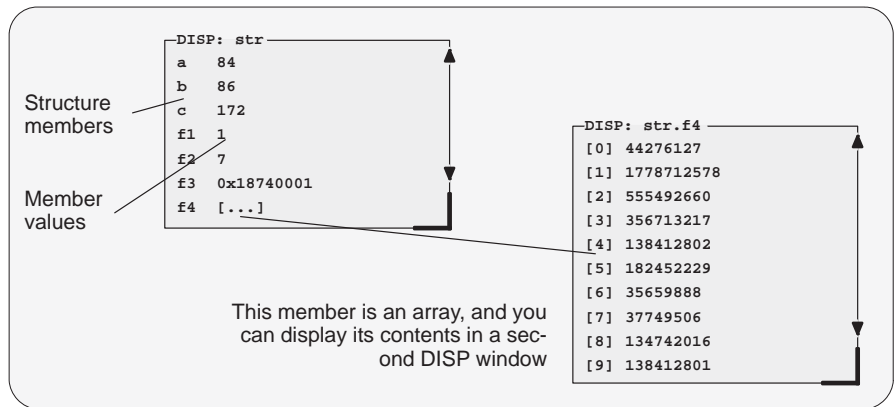 DISP: str
a 84
b 86
c 172
f1 1
f2 7
f3 0x18740001
f4 [...]
Structure
members
Member
values
DISP: str.f4
[0] 44276127
[1] 1778712578
[2] 555492660
[3] 356713217
[4] 138412802
[5] 182452229
[6] 35659888
[7] 37749506
[8] 134742016
[9] 138412801
This member is an array, and you
can display its contents in a sec-
ond DISP window